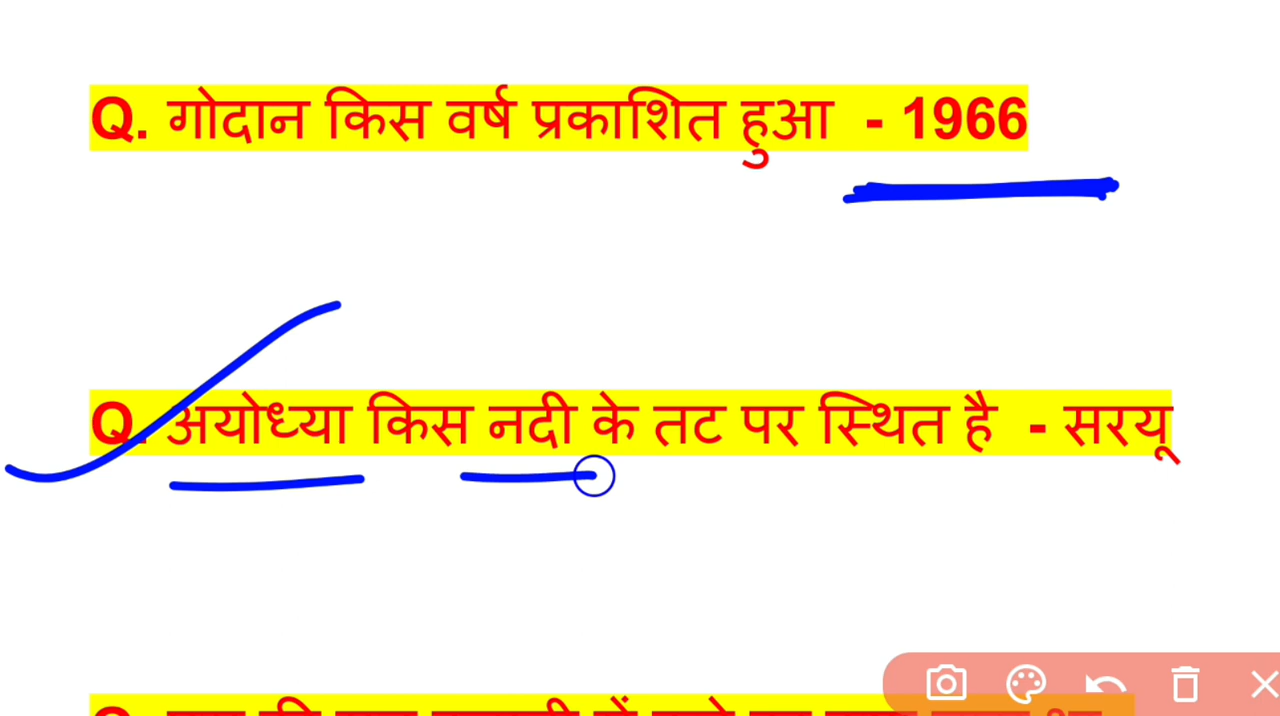 Q. गोदान किस वर्ष प्रकाशित हुआ - 1966
Q. अयोध्या किस नदी के तट पर स्थित है - सरयू